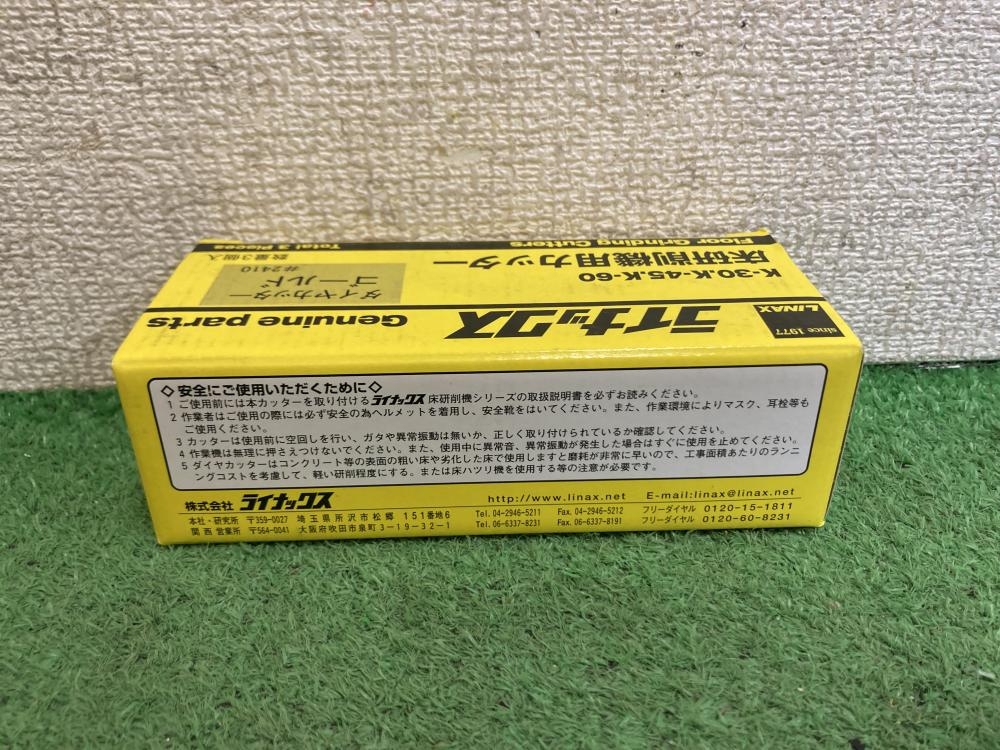 Floor Grinding Cutters Total 3 Pieces
K-30.K-45.K-60
床研削機用カッター
ダイヤカッター
ゴールド
#2410
数量3個入
since 1977
LINAX
ライナックス
Genuine parts
◇安全にご使用いただくために◇
1 ご使用前には本カッターを取り付けるライナックス床研削機シリーズの取扱説明書を必ずお読みください。
2 作業者はご使用の際には必ず安全の為ヘルメットを着用し、安全靴をはいてください。また、作業環境によりマスク、耳栓等も
ご使用ください。
3 カッターは使用前に空回しを行い、ガタや異常振動は無いか、正しく取り付けられているか確認してください。
4 作業機は無理に押さえつけないでください。また、使用中に異常音、異常振動が発生した場合はすぐに使用を止めてください。
5 ダイヤカッターはコンクリート等の表面の粗い床や劣化した床で使用しますと磨耗が非常に早いので、工事面積あたりのランニ
ングコストを考慮して、軽い研削程度にする。または床ハツリ機を使用する等の注意が必要です。
株式会社 ライナックス http://www.linax.net E-mail:linax@linax.net
本社・研究所 〒359-0027 埼玉県所沢市松郷 151番地6 Tel.04-2946-5211 Fax.04-2946-5212 フリーダイヤル 0120-15-1811
関西営業所 〒564-0041 大阪府吹田市泉町3-19-32-1 Tel.06-6337-8231 Fax.06-6337-8191 フリーダイヤル 0120-60-8231